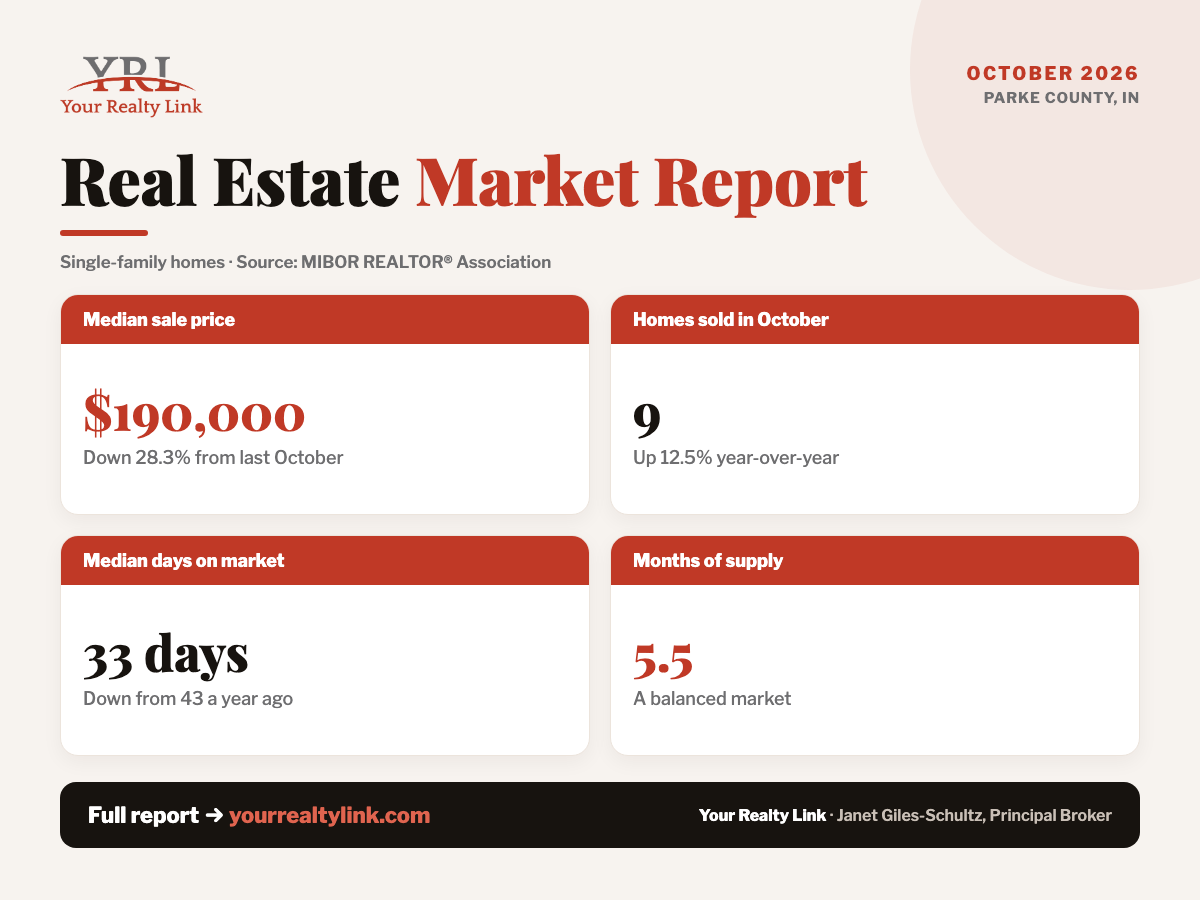 YRL
Your Realty Link
OCTOBER 2026
PARKE COUNTY, IN
Real Estate Market Report
Single-family homes · Source: MIBOR REALTOR® Association
Median sale price
$190,000
Down 28.3% from last October
Homes sold in October
9
Up 12.5% year-over-year
Median days on market
33 days
Down from 43 a year ago
Months of supply
5.5
A balanced market
Full report → yourrealtylink.com
Your Realty Link · Janet Giles-Schultz, Principal Broker